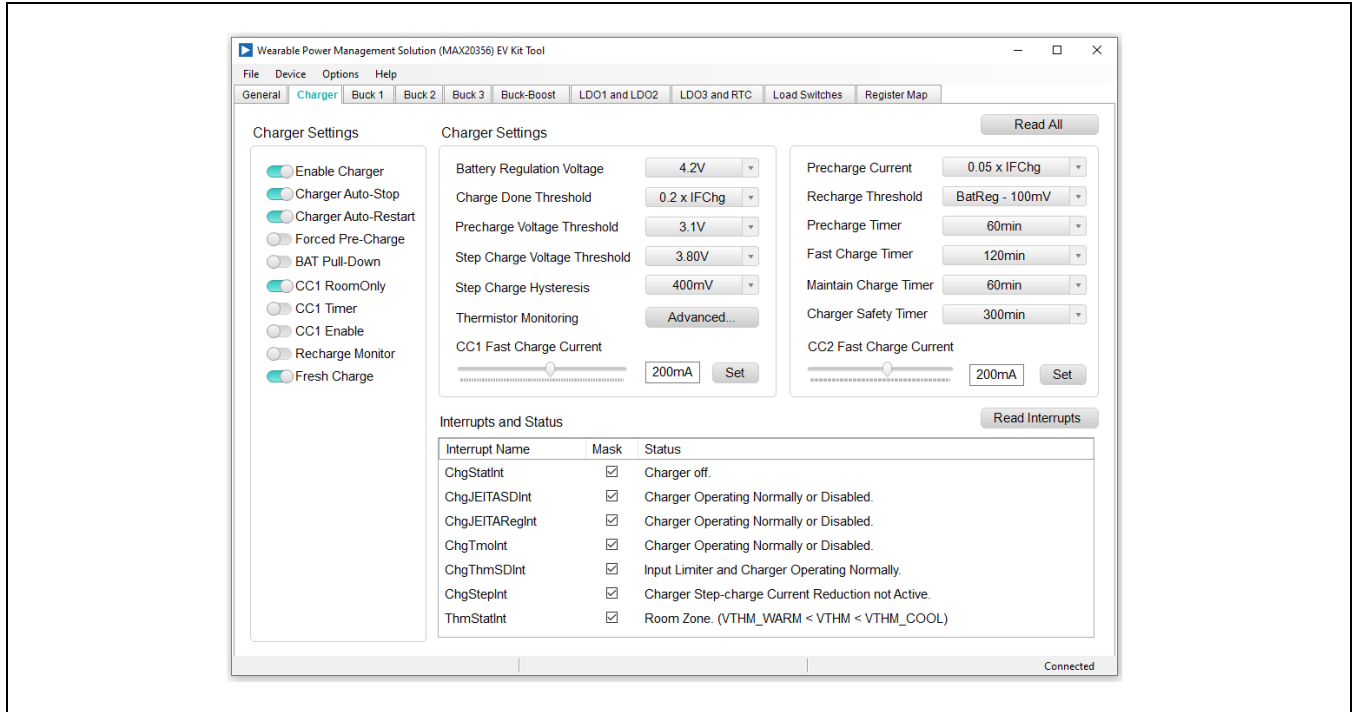 Wearable Power Management Solution (MAX20356) EV Kit Tool
File Device Options Help
General Charger Buck 1 Buck 2 Buck 3 Buck-Boost LDO1 and LDO2 LDO3 and RTC Load Switches Register Map
Read All
Charger Settings
Enable Charger
Charger Auto-Stop
Charger Auto-Restart
Forced Pre-Charge
BAT Pull-Down
CC1 RoomOnly
CC1 Timer
CC1 Enable
Recharge Monitor
Fresh Charge
Charger Settings
Battery Regulation Voltage 4.2V
Charge Done Threshold 0.2 x IFChg
Precharge Voltage Threshold 3.1V
Step Charge Voltage Threshold 3.80V
Step Charge Hysteresis 400mV
Thermistor Monitoring Advanced...
CC1 Fast Charge Current
200mA Set
Precharge Current 0.05 x IFChg
Recharge Threshold BatReg - 100mV
Precharge Timer 60min
Fast Charge Timer 120min
Maintain Charge Timer 60min
Charger Safety Timer 300min
CC2 Fast Charge Current
200mA Set
Interrupts and Status
Read Interrupts
Interrupt Name Mask Status
ChgStatInt Charger off.
ChgJEITASDInt Charger Operating Normally or Disabled.
ChgJEITARegInt Charger Operating Normally or Disabled.
ChgTmoInt Charger Operating Normally or Disabled.
ChgThmSDInt Input Limiter and Charger Operating Normally.
ChgStepInt Charger Step-charge Current Reduction not Active.
ThmStatInt Room Zone. (VTHM_WARM < VTHM < VTHM_COOL)
Connected